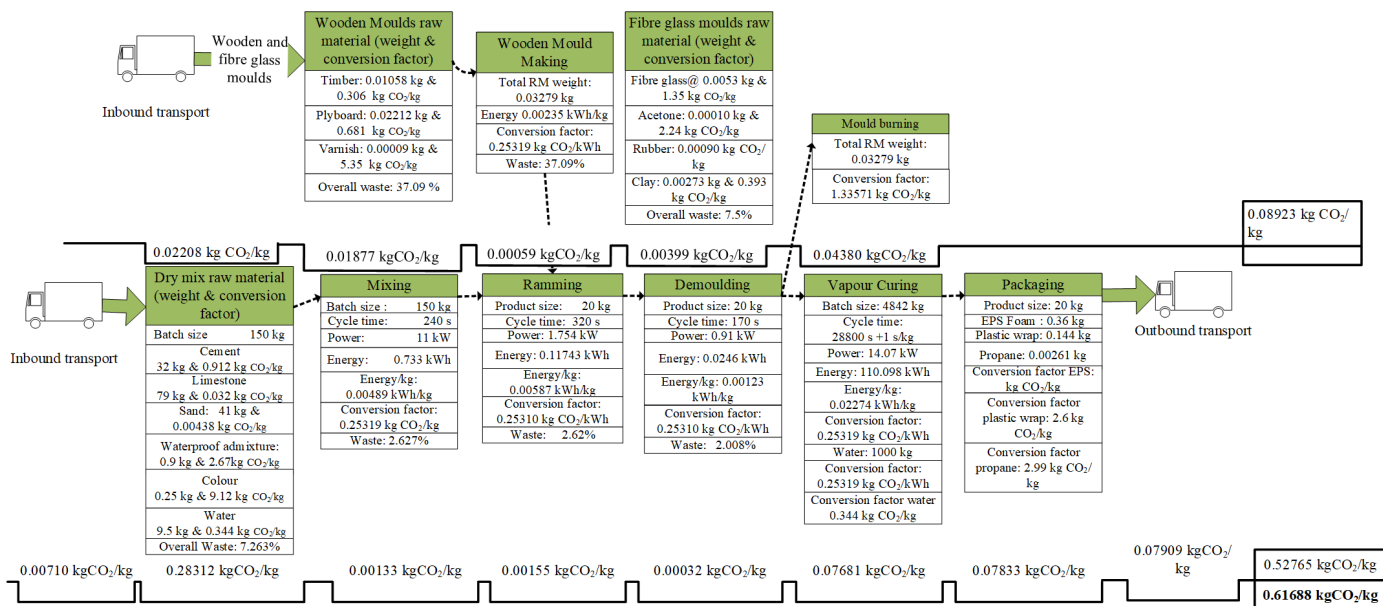 Inbound transport
Wooden and
fibre glass
moulds
Wooden Moulds raw
material (weight &
conversion factor)
Timber: 0.01058 kg &
0.306 kg CO₂/kg
Plyboard: 0.02212 kg &
0.681 kg CO₂/kg
Varnish: 0.00009 kg &
5.35 kg CO₂/kg
Overall waste: 37.09 %
Wooden Mould
Making
Total RM weight:
0.03279 kg
Energy 0.00235 kWh/kg
Conversion factor:
0.25319 kg CO₂/kWh
Waste: 37.09%
Fibre glass moulds raw
material (weight &
conversion factor)
Fibre glass@ 0.0053 kg &
1.35 kg CO₂/kg
Acetone: 0.00010 kg &
2.24 kg CO₂/kg
Rubber: 0.00090 kg CO₂/
kg
Clay: 0.00273 kg & 0.393
kg CO₂/kg
Overall waste: 7.5%
Mould burning
Total RM weight:
0.03279 kg
Conversion factor:
1.33571 kg CO₂/kg
0.02208 kg CO₂/kg
0.01877 kgCO₂/kg
0.00059 kgCO₂/kg
0.00399 kgCO₂/kg
0.04380 kgCO₂/kg
0.08923 kg CO₂/
kg
Inbound transport
Dry mix raw material
(weight & conversion
factor)
Batch size 150 kg
Cement
32 kg & 0.912 kg CO₂/kg
Limestone
79 kg & 0.032 kg CO₂/kg
Sand: 41 kg &
0.00438 kg CO₂/kg
Waterproof admixture:
0.9 kg & 2.67kg CO₂/kg
Colour
0.25 kg & 9.12 kg CO₂/kg
Water
9.5 kg & 0.344 kg CO₂/kg
Overall Waste: 7.263%
Mixing
Batch size : 150 kg
Cycle time: 240 s
Power: 11 kW
Energy: 0.733 kWh
Energy/kg:
0.00489 kWh/kg
Conversion factor:
0.25319 kg CO₂/kg
Waste: 2.627%
Ramming
Product size: 20 kg
Cycle time: 320 s
Power: 1.754 kW
Energy: 0.11743 kWh
Energy/kg:
0.00587 kWh/kg
Conversion factor:
0.25310 kg CO₂/kWh
Waste: 2.62%
Demoulding
Product size: 20 kg
Cycle time: 170 s
Power: 0.91 kW
Energy: 0.0246 kWh
Energy/kg: 0.00123
kWh/kg
Conversion factor:
0.25310 kg CO₂/kWh
Waste: 2.008%
Vapour Curing
Batch size: 4842 kg
Cycle time:
28800 s +1 s/kg
Power: 14.07 kW
Energy: 110.098 kWh
Energy/kg:
0.02274 kWh/kg
Conversion factor:
0.25319 kg CO₂/kWh
Water: 1000 kg
Conversion factor:
0.25319 kg CO₂/kWh
Conversion factor water
0.344 kg CO₂/kg
Packaging
Product size: 20 kg
EPS Foam : 0.36 kg
Plastic wrap: 0.144 kg
Propane: 0.00261 kg
Conversion factor EPS:
kg CO₂/kg
Conversion factor
plastic wrap: 2.6 kg
CO₂/kg
Conversion factor
propane: 2.99 kg CO₂/
kg
Outbound transport
0.00710 kgCO₂/kg
0.28312 kgCO₂/kg
0.00133 kgCO₂/kg
0.00155 kgCO₂/kg
0.00032 kgCO₂/kg
0.07681 kgCO₂/kg
0.07833 kgCO₂/kg
0.07909 kgCO₂/
kg
0.52765 kgCO₂/kg
0.61688 kgCO₂/kg